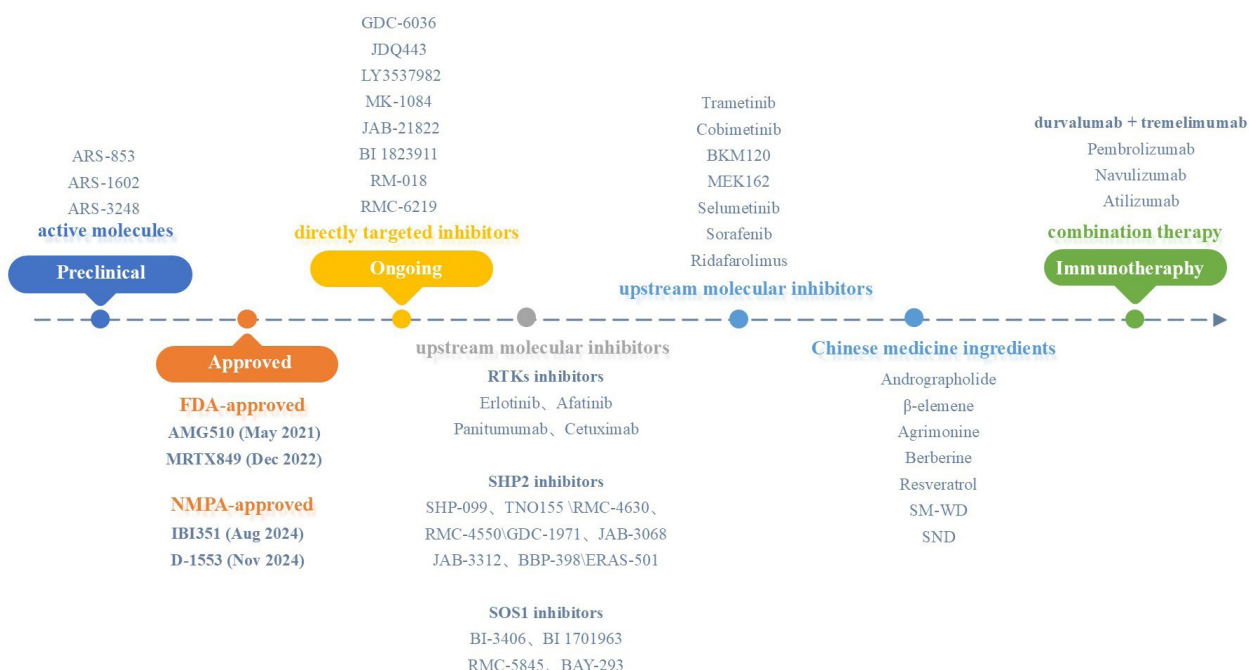 ARS-853
ARS-1602
ARS-3248
active molecules
Preclinical
Approved
FDA-approved
AMG510 (May 2021)
MRTX849 (Dec 2022)
NMPA-approved
IBI351 (Aug 2024)
D-1553 (Nov 2024)
GDC-6036
JDQ443
LY3537982
MK-1084
JAB-21822
BI 1823911
RM-018
RMC-6219
directly targeted inhibitors
Ongoing
upstream molecular inhibitors
RTKs inhibitors
Erlotinib、Afatinib
Panitumumab、Cetuximab
SHP2 inhibitors
SHP-099、TNO155 \RMC-4630、
RMC-4550\GDC-1971、JAB-3068
JAB-3312、BBP-398\ERAS-501
SOS1 inhibitors
BI-3406、BI 1701963
RMC-5845、BAY-293
Trametinib
Cobimetinib
BKM120
MEK162
Selumetinib
Sorafenib
Ridafarolimus
upstream molecular inhibitors
Chinese medicine ingredients
Andrographolide
β-elemene
Agrimonine
Berberine
Resveratrol
SM-WD
SND
durvalumab + tremelimumab
Pembrolizumab
Navulizumab
Atilizumab
combination therapy
Immunotheraphy